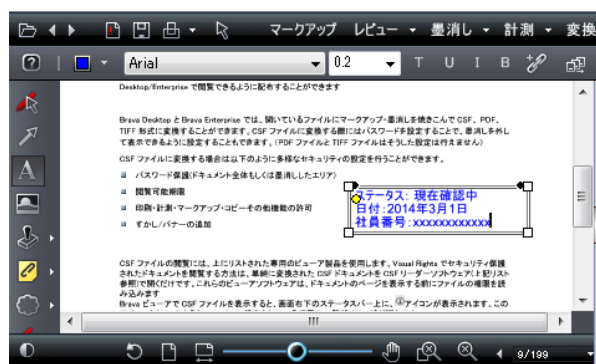 マークアップ レビュー 墨消し 計測 変換
Arial 0.2 T U I B
Desktop/Enterprise で閲覧できるように配布することができます
Brava Desktop と Brava Enterprise では、開いているファイルにマークアップ・墨消しを焼きこんで CSF、PDF、
TIFF 形式に変換することができます。CSF ファイルに変換する際にはパスワードを設定することで、墨消しを外し
て表示できるように設定することもできます。(PDF ファイルと TIFF ファイルはそうした設定は行えません)
CSF ファイルに変換する場合は以下のように多様なセキュリティの設定を行うことができます。
パスワード保護(ドキュメント全体もしくは墨消ししたエリア)
閲覧可能期限
印刷・計測・マークアップ・コピーその他機能の許可
すかし/バナーの追加
ステータス: 現在確認中
日付:2014年3月1日
社員番号:xxxxxxxxxxxx
CSF ファイルの閲覧には、上にリストされた専用のビューア製品を使用します。Visual Rights でセキュリティ保護
されたドキュメントを閲覧する方法は、単純に変換された CSF ドキュメントを CSF リーダーソフトウェア(上記リスト
参照)で開くだけです。これらのビューアソフトウェアは、ドキュメントのページを表示する前にファイルの権限を読
み込みます
Brava ビューアで CSF ファイルを表示すると、画面右下のステータスバー上に、アイコンが表示されます。この
9/199